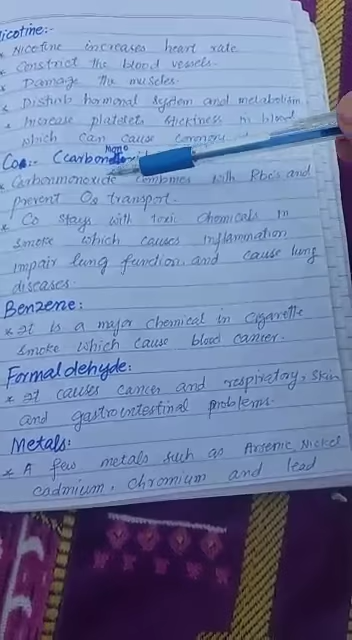 icotine:-
* Nicotine increases heart rate
* Constrict the blood vessels.
* Damage the muscles.
* Disturb hormonal system and metabolism
* Increase platelets stickness in blood
which can cause
Co:- (Carbon Mono
* Carbonmonoxide combines with Rbc's and
prevent O2 transport.
* Co stays with toxic chemicals in
smoke which causes inflammation
impair lung function and cause lung
diseases.
Benzene:
* It is a major chemical in Cigarette
smoke which cause blood cancer.
Formaldehyde:
* It causes cancer and respiratory, skin
and gastrointestinal problems.
Metals:
* A few metals such as Arsenic, Nickel
cadmium, chromium and lead